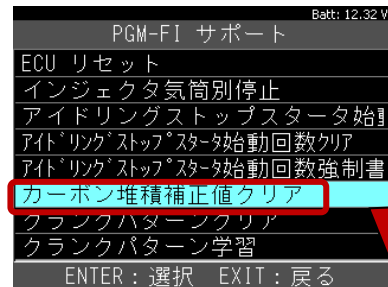 Batt: 12.32 V
PGM-FI サポート
ECU リセット
インジェクタ気筒別停止
アイドリングストップスタータ始動
ｱｲﾄﾞﾘﾝｸﾞｽﾄｯﾌﾟｽﾀｰﾀ始動回数ｸﾘｱ
ｱｲﾄﾞﾘﾝｸﾞｽﾄｯﾌﾟｽﾀｰﾀ始動回数強制書
カーボン堆積補正値クリア
クランクパターンクリア
クランクパターン学習
ENTER：選択 EXIT：戻る